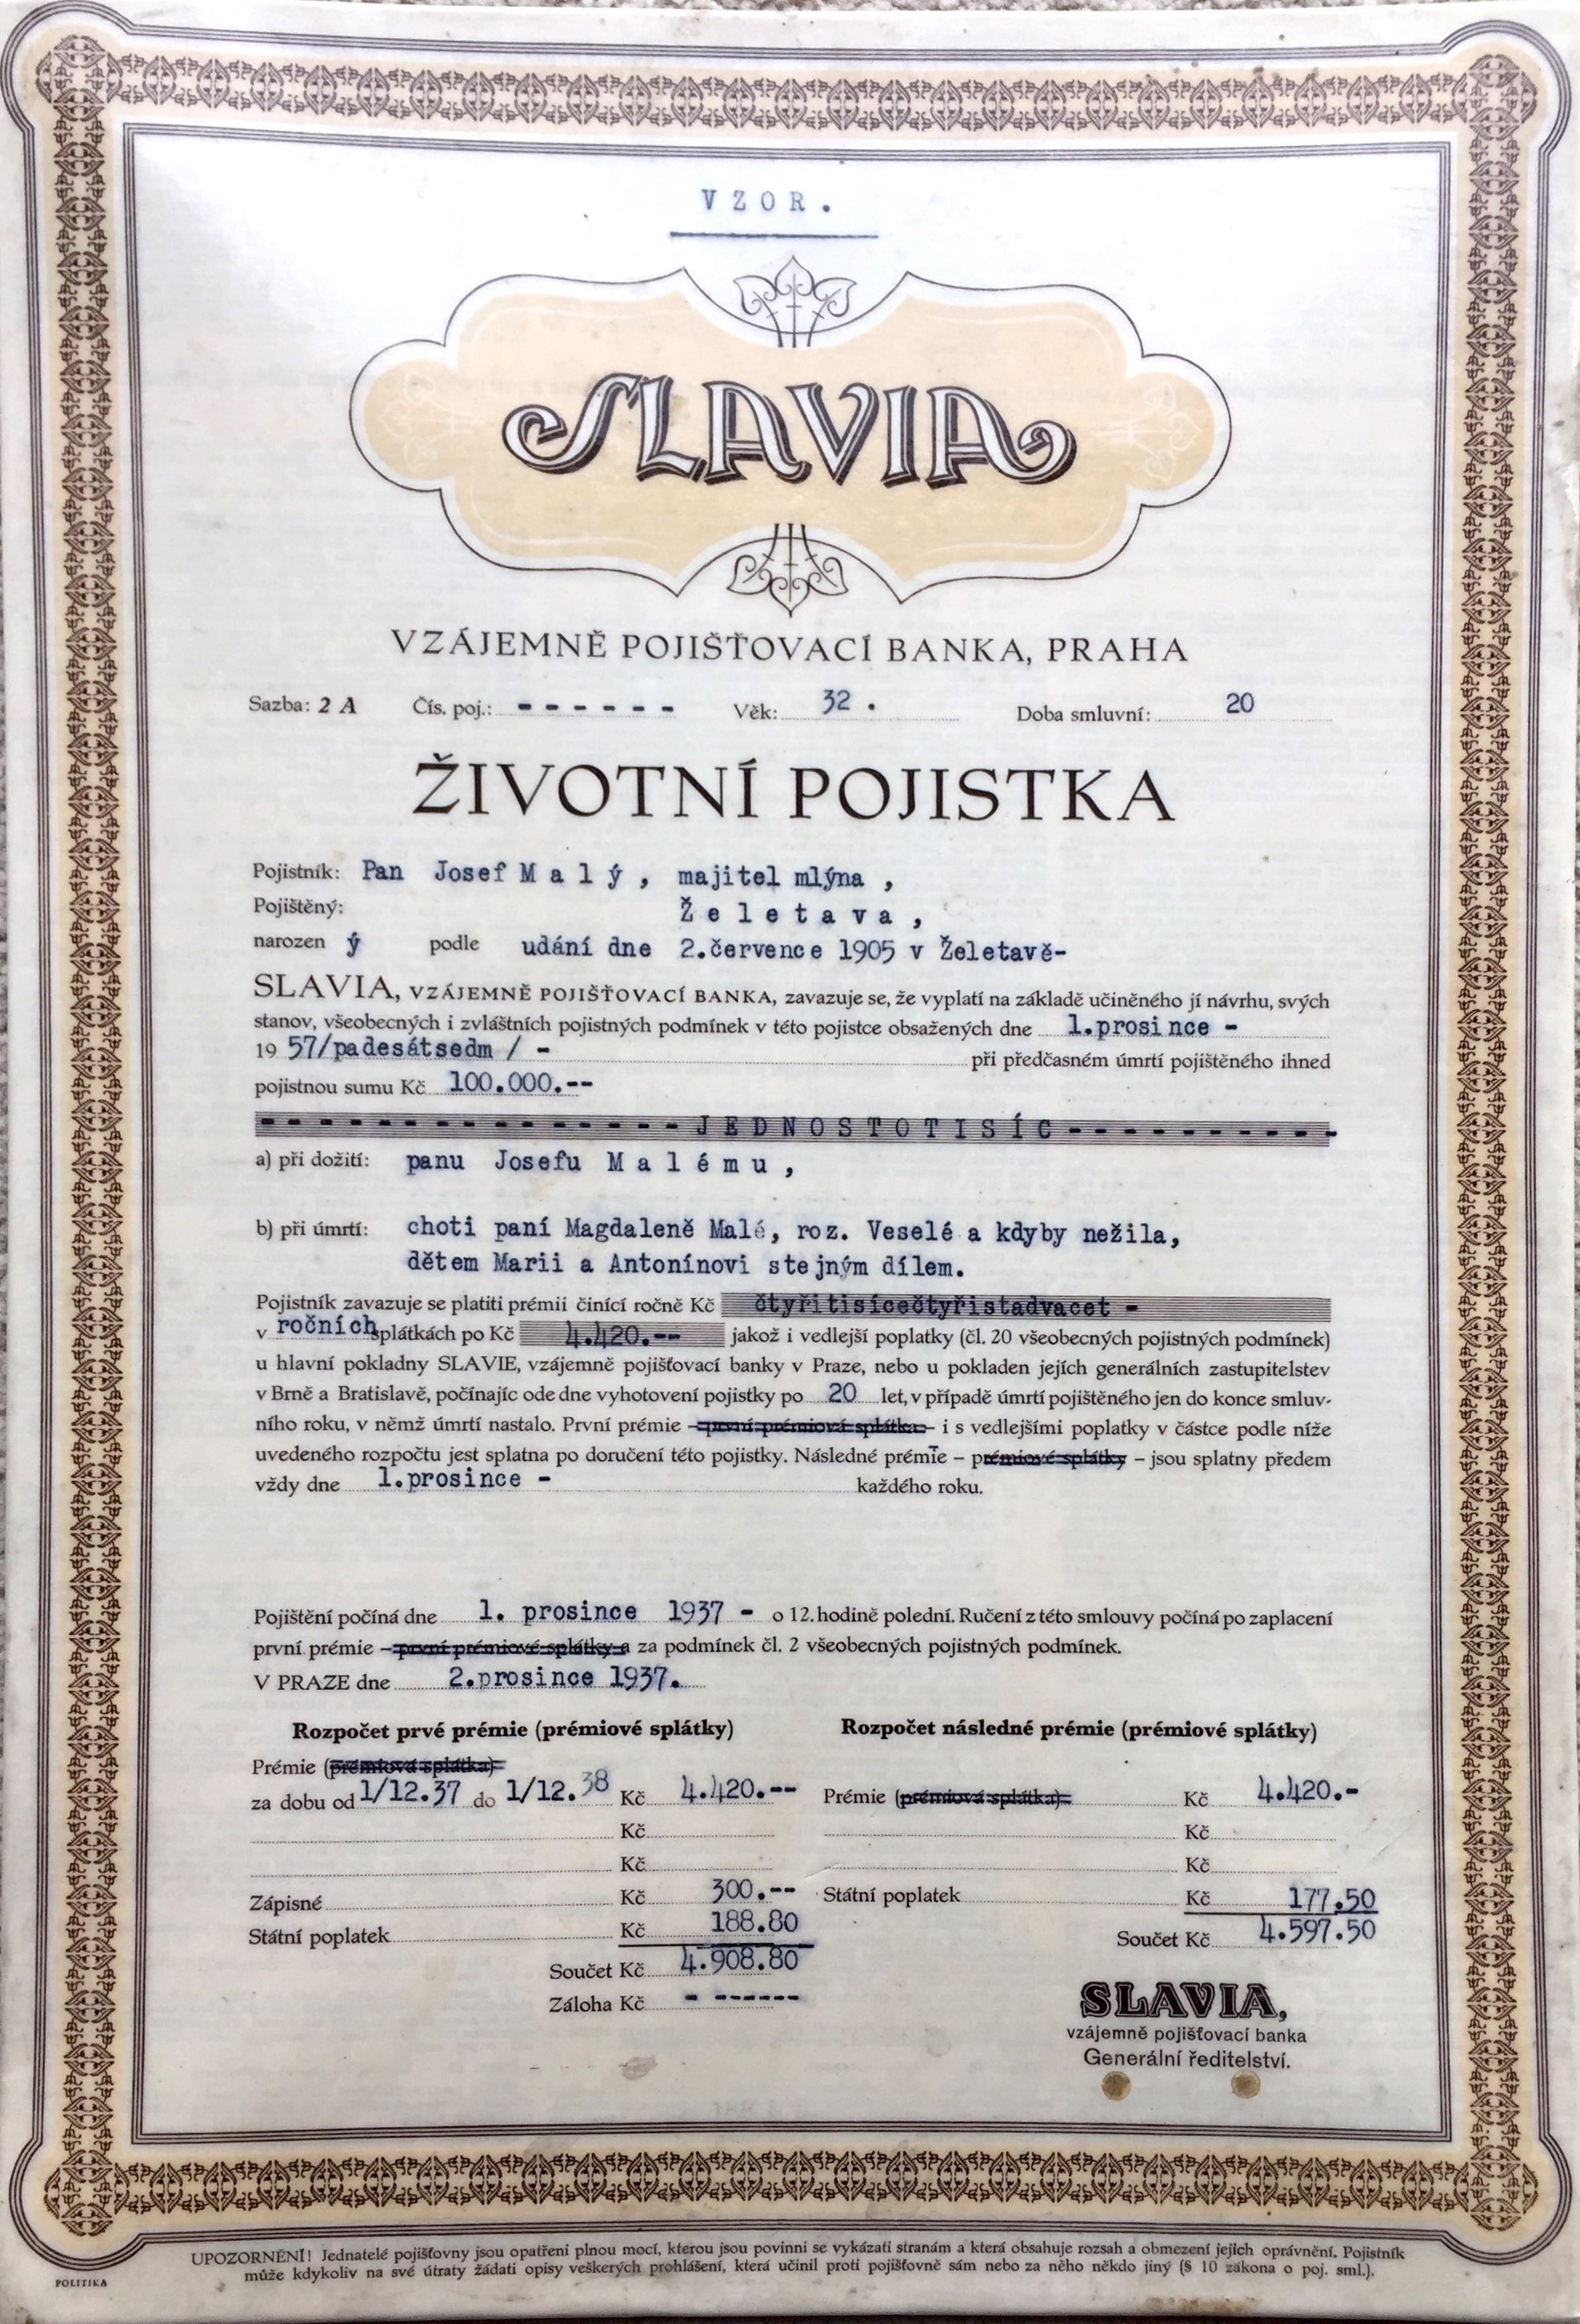 VZOR.
SLAVIA
VZÁJEMNĚ POJIŠŤOVACÍ BANKA, PRAHA
Sazba: 2 A Čís. poj.: - - - - - - Věk: 32 . Doba smluvní: 20
ŽIVOTNÍ POJISTKA
Pojistník: Pan Josef Malý, majitel mlýna,
Pojištěný: Želetava,
narozen ý podle udání dne 2.července 1905 v Želetavě-
SLAVIA, VZÁJEMNĚ POJIŠŤOVACÍ BANKA, zavazuje se, že vyplatí na základě učiněného jí návrhu, svých
stanov, všeobecných i zvláštních pojistných podmínek v této pojistce obsažených dne 1.prosince -
19 57/padesátsedm / - při předčasném úmrtí pojištěného ihned
pojistnou sumu Kč 100.000.--
- - - - - - - - - - - - - - - JEDNOSTOTISÍC - - - - - - - - - -
a) při dožití: panu Josefu Malému,
b) při úmrtí: choti paní Magdaleně Malé, roz. Veselé a kdyby nežila,
dětem Marii a Antonínovi stejným dílem.
Pojistník zavazuje se platiti prémii činící ročně Kč čtyřitisícečtyřistadvacet -
v ročních splátkách po Kč 4.420.-- jakož i vedlejší poplatky (čl. 20 všeobecných pojistných podmínek)
u hlavní pokladny SLAVIE, vzájemně pojišťovací banky v Praze, nebo u pokladen jejích generálních zastupitelstev
v Brně a Bratislavě, počínajíc ode dne vyhotovení pojistky po 20 let, v případě úmrtí pojištěného jen do konce smluv-
ního roku, v němž úmrtí nastalo. První prémie – první prémiová splátka – i s vedlejšími poplatky v částce podle níže
uvedeného rozpočtu jest splatna po doručení této pojistky. Následné prémie – prémiové splátky – jsou splatny předem
vždy dne 1.prosince - každého roku.
Pojištění počíná dne 1. prosince 1937 - o 12. hodině polední. Ručení z této smlouvy počíná po zaplacení
první prémie – první prémiové splátky a za podmínek čl. 2 všeobecných pojistných podmínek.
V PRAZE dne 2.prosince 1937.
Rozpočet prvé prémie (prémiové splátky) Rozpočet následné prémie (prémiové splátky)
Prémie (prémiová splátka)
za dobu od 1/12.37 do 1/12.38 Kč 4.420.-- Prémie (prémiová splátka) Kč 4.420.-
Kč Kč
Kč Kč
Zápisné Kč 300.-- Státní poplatek Kč 177.50
Státní poplatek Kč 188.80 Součet Kč 4.597.50
Součet Kč 4.908.80
Záloha Kč - ------
SLAVIA,
vzájemně pojišťovací banka
Generální ředitelství.
UPOZORNĚNÍ! Jednatelé pojišťovny jsou opatřeni plnou mocí, kterou jsou povinni se vykázati stranám a která obsahuje rozsah a obmezení jejich oprávnění. Pojistník
může kdykoliv na své útraty žádati opisy veškerých prohlášení, která učinil proti pojišťovně sám nebo za něho někdo jiný (§ 10 zákona o poj. sml.).
POLITIKA